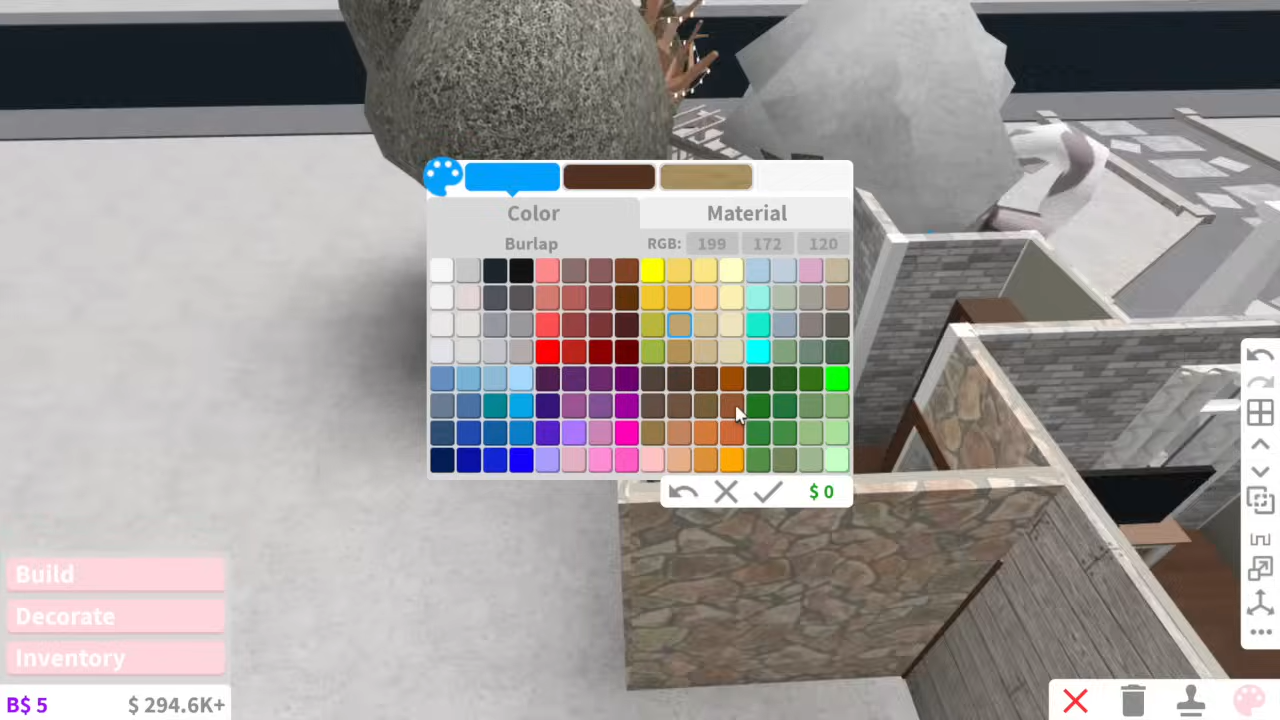 Color
Material
Burlap
RGB: 199 172 120
$ 0
Build
Decorate
Inventory
B$ 5
$ 294.6K+